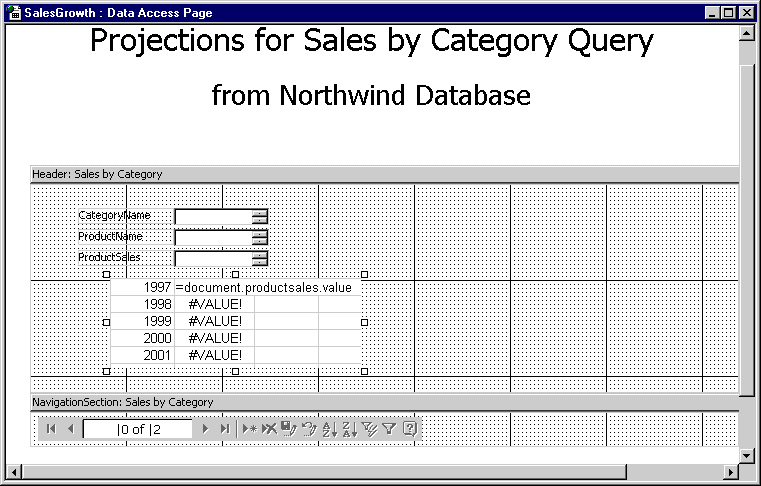 SalesGrowth : Data Access Page
Projections for Sales by Category Query
from Northwind Database
Header: Sales by Category
CategoryName
ProductName
ProductSales
1997 =document.productsales.value
1998 #VALUE!
1999 #VALUE!
2000 #VALUE!
2001 #VALUE!
NavigationSection: Sales by Category
|0 of |2